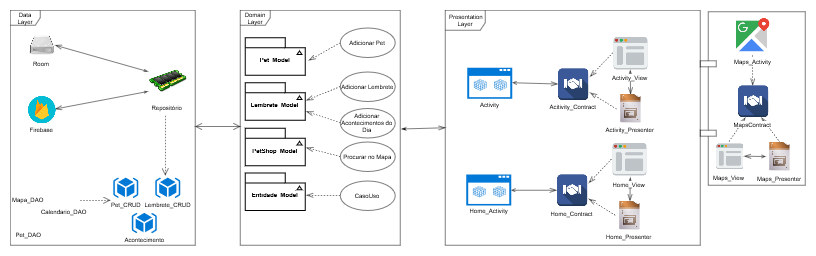 Data
Layer
Room
Firebase
Repositório
Mapa_DAO
Calendario_DAO
Pet_DAO
Pet_CRUD
Lembrete_CRUD
Acontecimento
Domain
Layer
Pet Model
Lembrete Model
PetShop Model
Entidade Model
Adicionar Pet
Adicionar Lembrete
Adicionar
Acontecimentos do
Dia
Procurar no Mapa
CasoUso
Presentation
Layer
Activity
Acitivity_Contract
Activity_View
Activity_Presenter
Home_Activity
Home_Contract
Home_View
Home_Presenter
Maps_Activity
MapsContract
Maps_View
Maps_Presenter